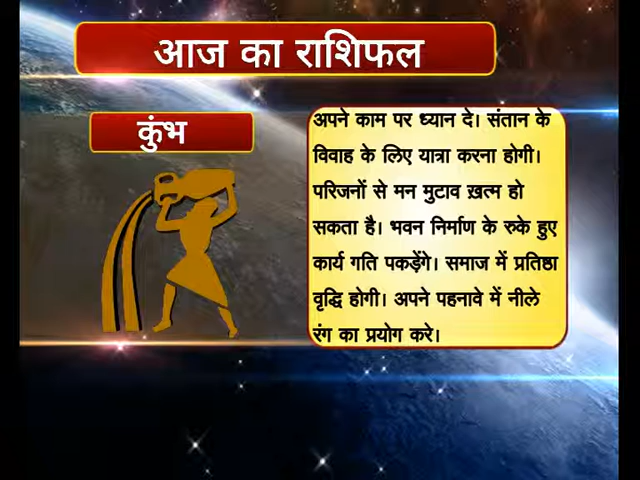 आज का राशिफल
कुंभ
अपने काम पर ध्यान दे। संतान के
विवाह के लिए यात्रा करना होगी।
परिजनों से मन मुटाव ख़त्म हो
सकता है। भवन निर्माण के रुके हुए
कार्य गति पकड़ेंगे। समाज में प्रतिष्ठा
वृद्धि होगी। अपने पहनावे में नीले
रंग का प्रयोग करे।